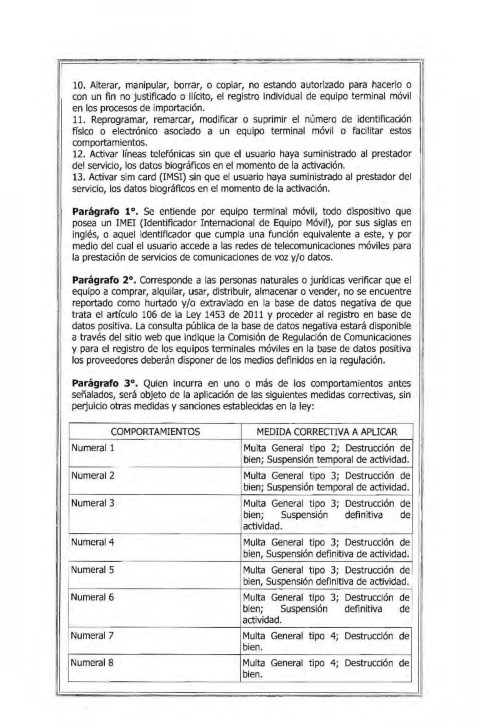 10. Alterar, manipular, borrar, o copiar, no estando autorizado para hacerlo o
con un fin no justificado o ilícito, el registro individual de equipo terminal móvil
en los procesos de importación.
11. Reprogramar, remarcar, modificar o suprimir el número de identificación
físico o electrónico asociado a un equipo terminal móvil o facilitar estos
comportamientos.
12. Activar líneas telefónicas sin que el usuario haya suministrado al prestador
del servicio, los datos biográficos en el momento de la activación.
13. Activar sim card (IMSI) sin que el usuario haya suministrado al prestador del
servicio, los datos biográficos en el momento de la activación.
Parágrafo 1°. Se entiende por equipo terminal móvil, todo dispositivo que
posea un IMEI (Identificador Internacional de Equipo Móvil), por sus siglas en
inglés, o aquel identificador que cumpla una función equivalente a este, y por
medio del cual el usuario accede a las redes de telecomunicaciones móviles para
la prestación de servicios de comunicaciones de voz y/o datos.
Parágrafo 2°. Corresponde a las personas naturales o jurídicas verificar que el
equipo a comprar, alquilar, usar, distribuir, almacenar o vender, no se encuentre
reportado como hurtado y/o extraviado en la base de datos negativa de que
trata el artículo 106 de la Ley 1453 de 2011 y proceder al registro en base de
datos positiva. La consulta pública de la base de datos negativa estará disponible
a través del sitio web que indique la Comisión de Regulación de Comunicaciones
y para el registro de los equipos terminales móviles en la base de datos positiva
los proveedores deberán disponer de los medios definidos en la regulación.
Parágrafo 3°. Quien incurra en uno o más de los comportamientos antes
señalados, será objeto de la aplicación de las siguientes medidas correctivas, sin
perjuicio otras medidas y sanciones establecidas en la ley:
COMPORTAMIENTOS MEDIDA CORRECTIVA A APLICAR
Numeral 1 Multa General tipo 2; Destrucción de
bien; Suspensión temporal de actividad.
Numeral 2 Multa General tipo 3; Destrucción de
bien; Suspensión temporal de actividad.
Numeral 3 Multa General tipo 3; Destrucción de
bien; Suspensión definitiva de
actividad.
Numeral 4 Multa General tipo 3; Destrucción de
bien, Suspensión definitiva de actividad.
Numeral 5 Multa General tipo 3; Destrucción de
bien, Suspensión definitiva de actividad.
Numeral 6 Multa General tipo 3; Destrucción de
bien; Suspensión definitiva de
actividad.
Numeral 7 Multa General tipo 4; Destrucción de
bien.
Numeral 8 Multa General tipo 4; Destrucción de
bien.